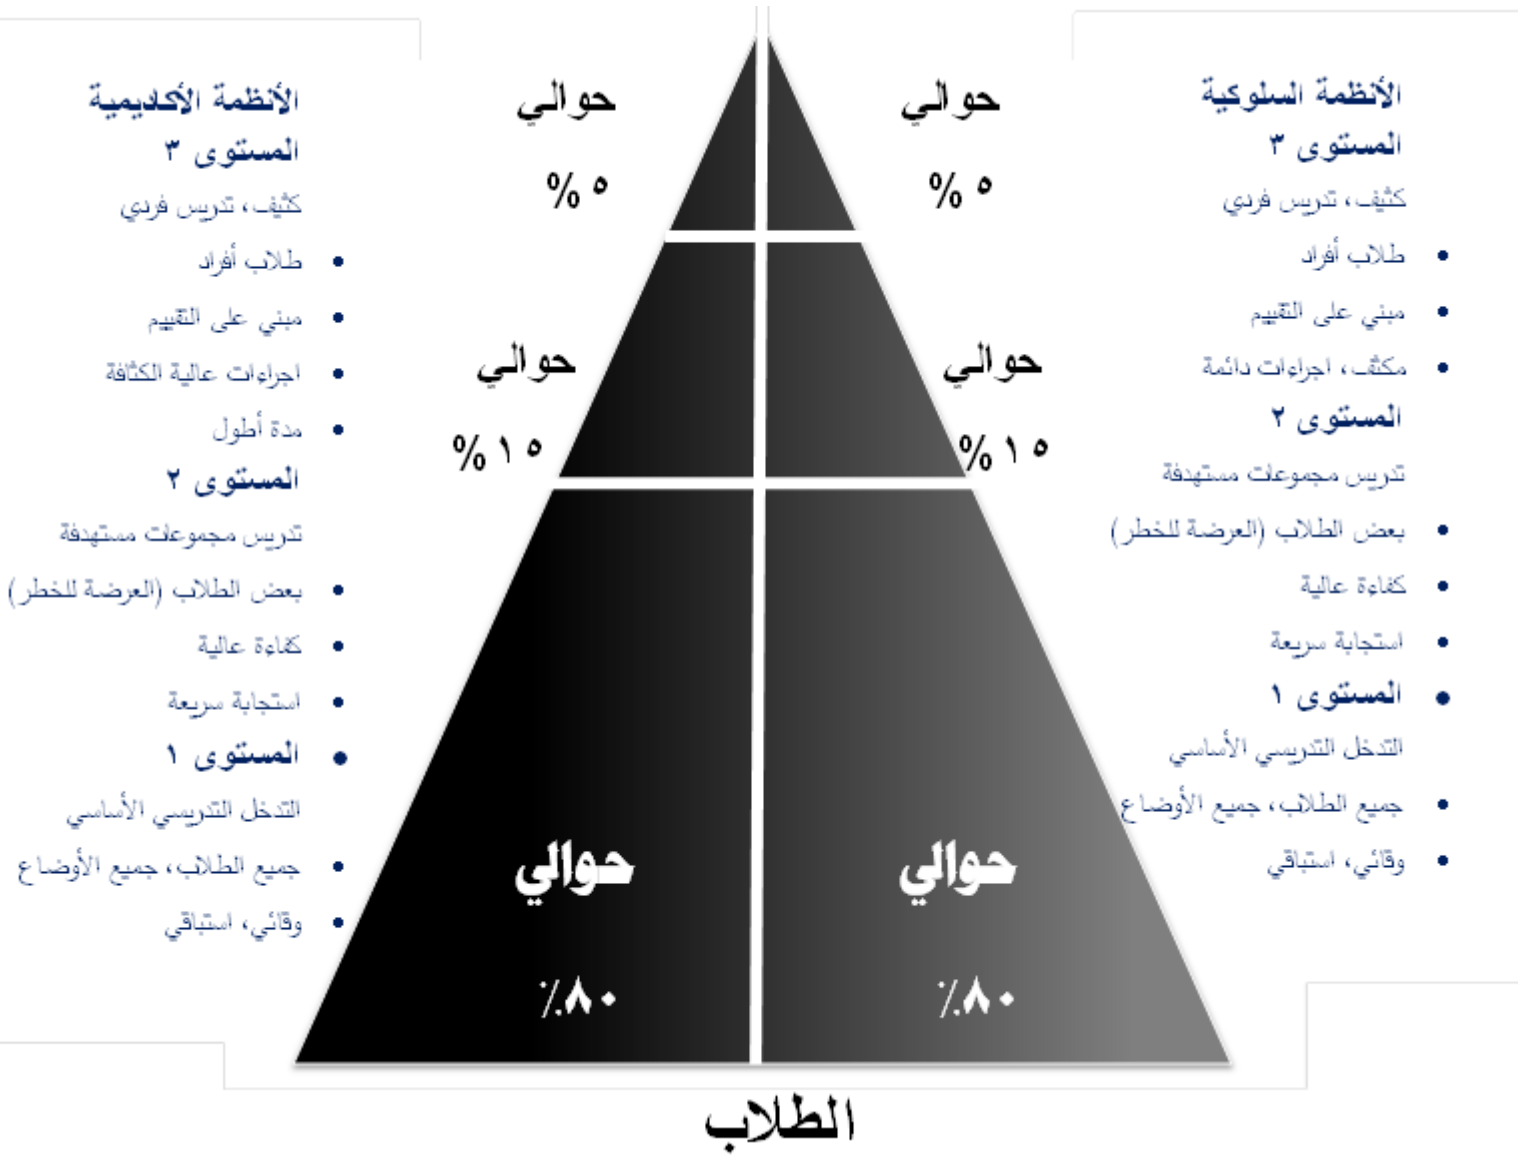 الأنظمة السلوكية
المستوى ٣
كثيف، تدريس فردي
• طلاب أفراد
• مبني على التقييم
• مكثف، اجراءات دائمة
المستوى ٢
تدريس مجموعات مستهدفة
• بعض الطلاب (العرضة للخطر)
• كفاءة عالية
• استجابة سريعة
• المستوى ١
التدخل التدريسي الأساسي
• جميع الطلاب، جميع الأوضاع
• وقائي، استباقي
حوالي
٥ %
حوالي
١٥ %
حوالي
٨٠٪
حوالي
٥ %
حوالي
١٥ %
حوالي
٨٠٪
الأنظمة الأكاديمية
المستوى ٣
كثيف، تدريس فردي
• طلاب أفراد
• مبني على التقييم
• اجراءات عالية الكثافة
• مدة أطول
المستوى ٢
تدريس مجموعات مستهدفة
• بعض الطلاب (العرضة للخطر)
• كفاءة عالية
• استجابة سريعة
• المستوى ١
التدخل التدريسي الأساسي
• جميع الطلاب، جميع الأوضاع
• وقائي، استباقي
الطلاب